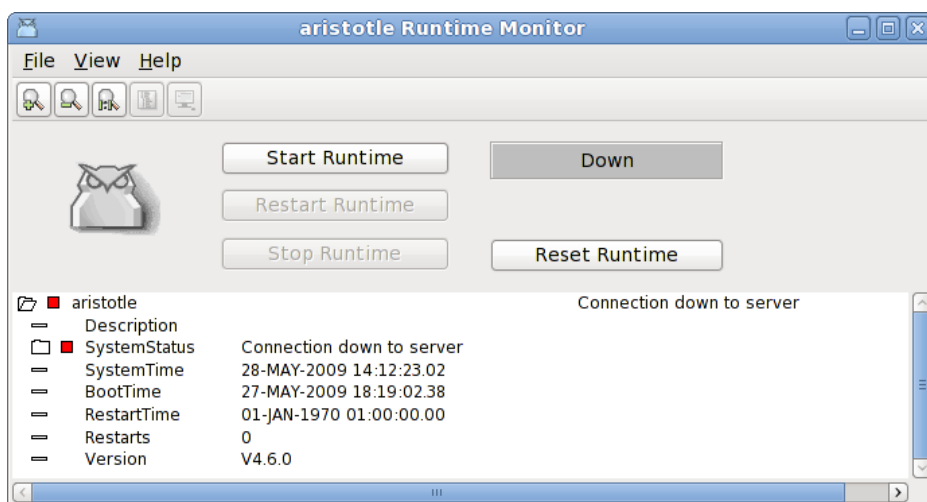 aristotle Runtime Monitor
File View Help
Start Runtime
Down
Restart Runtime
Stop Runtime
Reset Runtime
aristotle Connection down to server
Description
SystemStatus Connection down to server
SystemTime 28-MAY-2009 14:12:23.02
BootTime 27-MAY-2009 18:19:02.38
RestartTime 01-JAN-1970 01:00:00.00
Restarts 0
Version V4.6.0